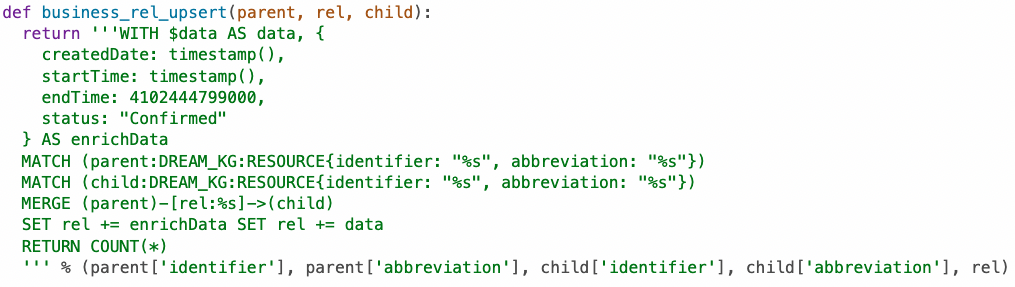 def business_rel_upsert(parent, rel, child):
  return '''WITH $data AS data, {
    createdDate: timestamp(),
    startTime: timestamp(),
    endTime: 4102444799000,
    status: "Confirmed"
  } AS enrichData
  MATCH (parent:DREAM_KG:RESOURCE{identifier: "%s", abbreviation: "%s"})
  MATCH (child:DREAM_KG:RESOURCE{identifier: "%s", abbreviation: "%s"})
  MERGE (parent)-[rel:%s]->(child)
  SET rel += enrichData SET rel += data
  RETURN COUNT(*)
  ''' % (parent['identifier'], parent['abbreviation'], child['identifier'], child['abbreviation'], rel)